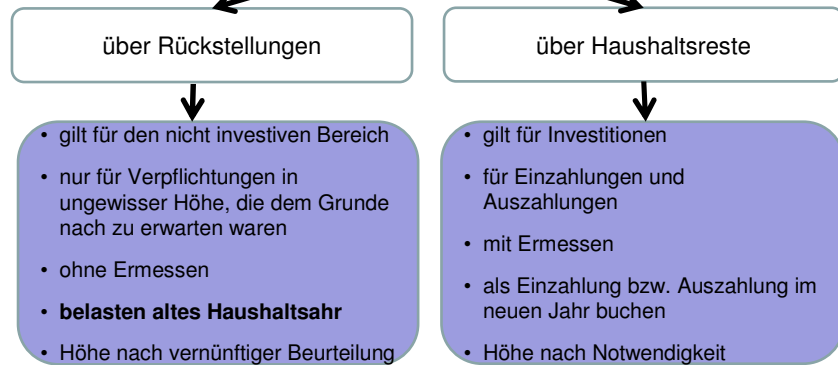 über Rückstellungen
• gilt für den nicht investiven Bereich
• nur für Verpflichtungen in
ungewisser Höhe, die dem Grunde
nach zu erwarten waren
• ohne Ermessen
• belasten altes Haushaltsahr
• Höhe nach vernünftiger Beurteilung
über Haushaltsreste
• gilt für Investitionen
• für Einzahlungen und
Auszahlungen
• mit Ermessen
• als Einzahlung bzw. Auszahlung im
neuen Jahr buchen
• Höhe nach Notwendigkeit